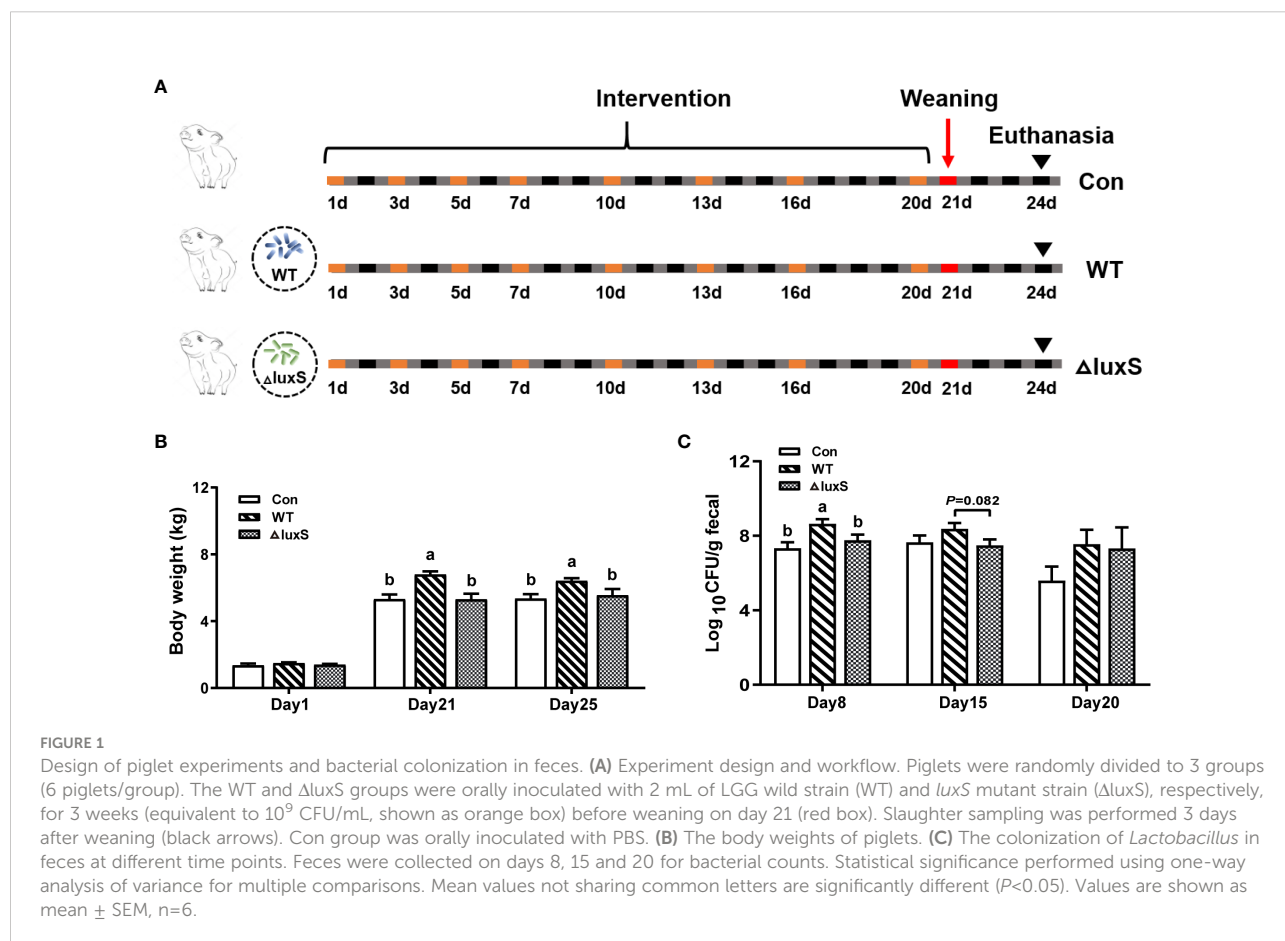 A
Intervention
Weaning
Euthanasia
Con
1d 3d 5d 7d 10d 13d 16d 20d 21d 24d
WT
WT
1d 3d 5d 7d 10d 13d 16d 20d 21d 24d
ΔluxS
ΔluxS
1d 3d 5d 7d 10d 13d 16d 20d 21d 24d
B
Body weight (kg)
12
8
4
0
Con
WT
ΔluxS
b a b
b a b
Day1 Day21 Day25
C
Log10CFU/g fecal
12
8
4
0
Con
WT
ΔluxS
b a b
P=0.082
Day8 Day15 Day20
FIGURE 1
Design of piglet experiments and bacterial colonization in feces. (A) Experiment design and workflow. Piglets were randomly divided to 3 groups
(6 piglets/group). The WT and ΔluxS groups were orally inoculated with 2 mL of LGG wild strain (WT) and luxS mutant strain (ΔluxS), respectively,
for 3 weeks (equivalent to 10⁹ CFU/mL, shown as orange box) before weaning on day 21 (red box). Slaughter sampling was performed 3 days
after weaning (black arrows). Con group was orally inoculated with PBS. (B) The body weights of piglets. (C) The colonization of Lactobacillus in
feces at different time points. Feces were collected on days 8, 15 and 20 for bacterial counts. Statistical significance performed using one-way
analysis of variance for multiple comparisons. Mean values not sharing common letters are significantly different (P<0.05). Values are shown as
mean ± SEM, n=6.